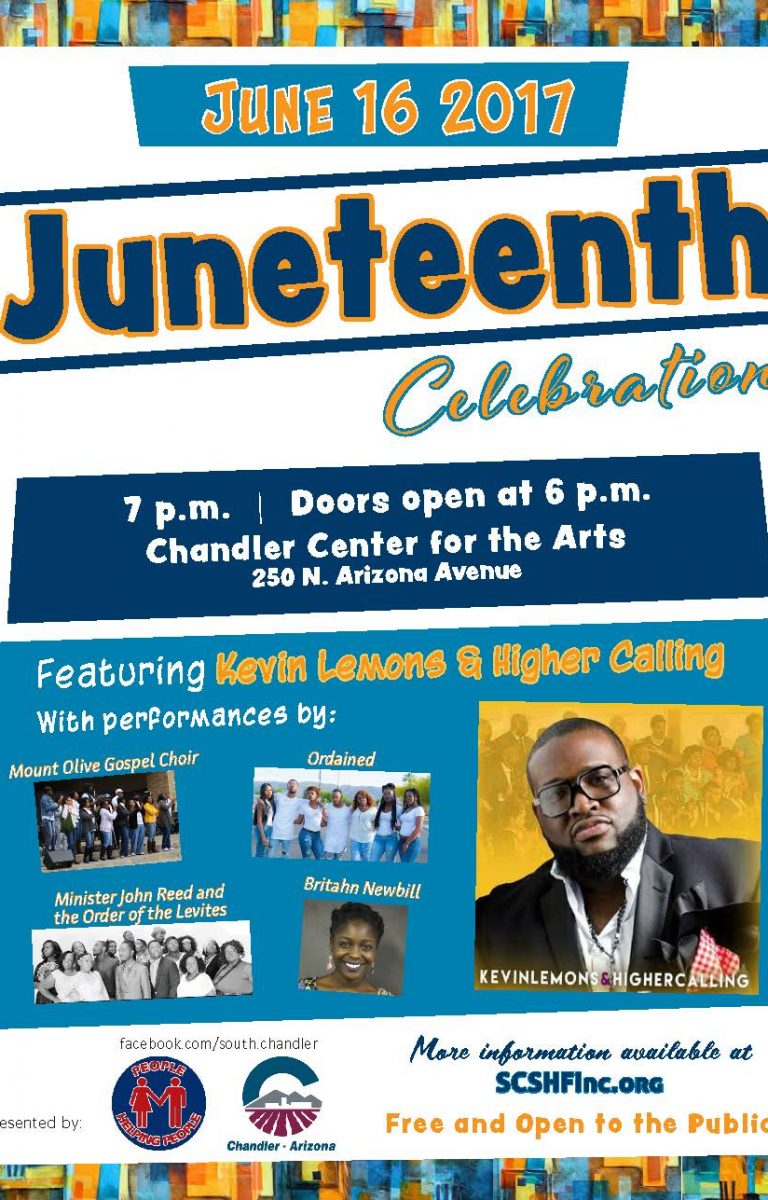 June 16 2017
Juneteenth
Celebration
7 p.m. | Doors open at 6 p.m.
Chandler Center for the Arts
250 N. Arizona Avenue
Featuring Kevin Lemons & Higher Calling
With performances by:
Mount Olive Gospel Choir
Ordained
Minister John Reed and
the Order of the Levites
Britahn Newbill
KEVINLEMONS&HIGHERCALLING
facebook.com/south.chandler
esented by:
PEOPLE
HELPING PEOPLE
Chandler · Arizona
More information available at
SCSHFInc.org
Free and Open to the Public